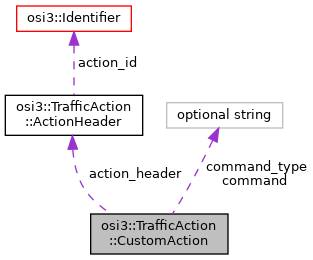 osi3::Identifier
action_id
osi3::TrafficAction
::ActionHeader
optional string
action_header
command_type
command
osi3::TrafficAction
::CustomAction